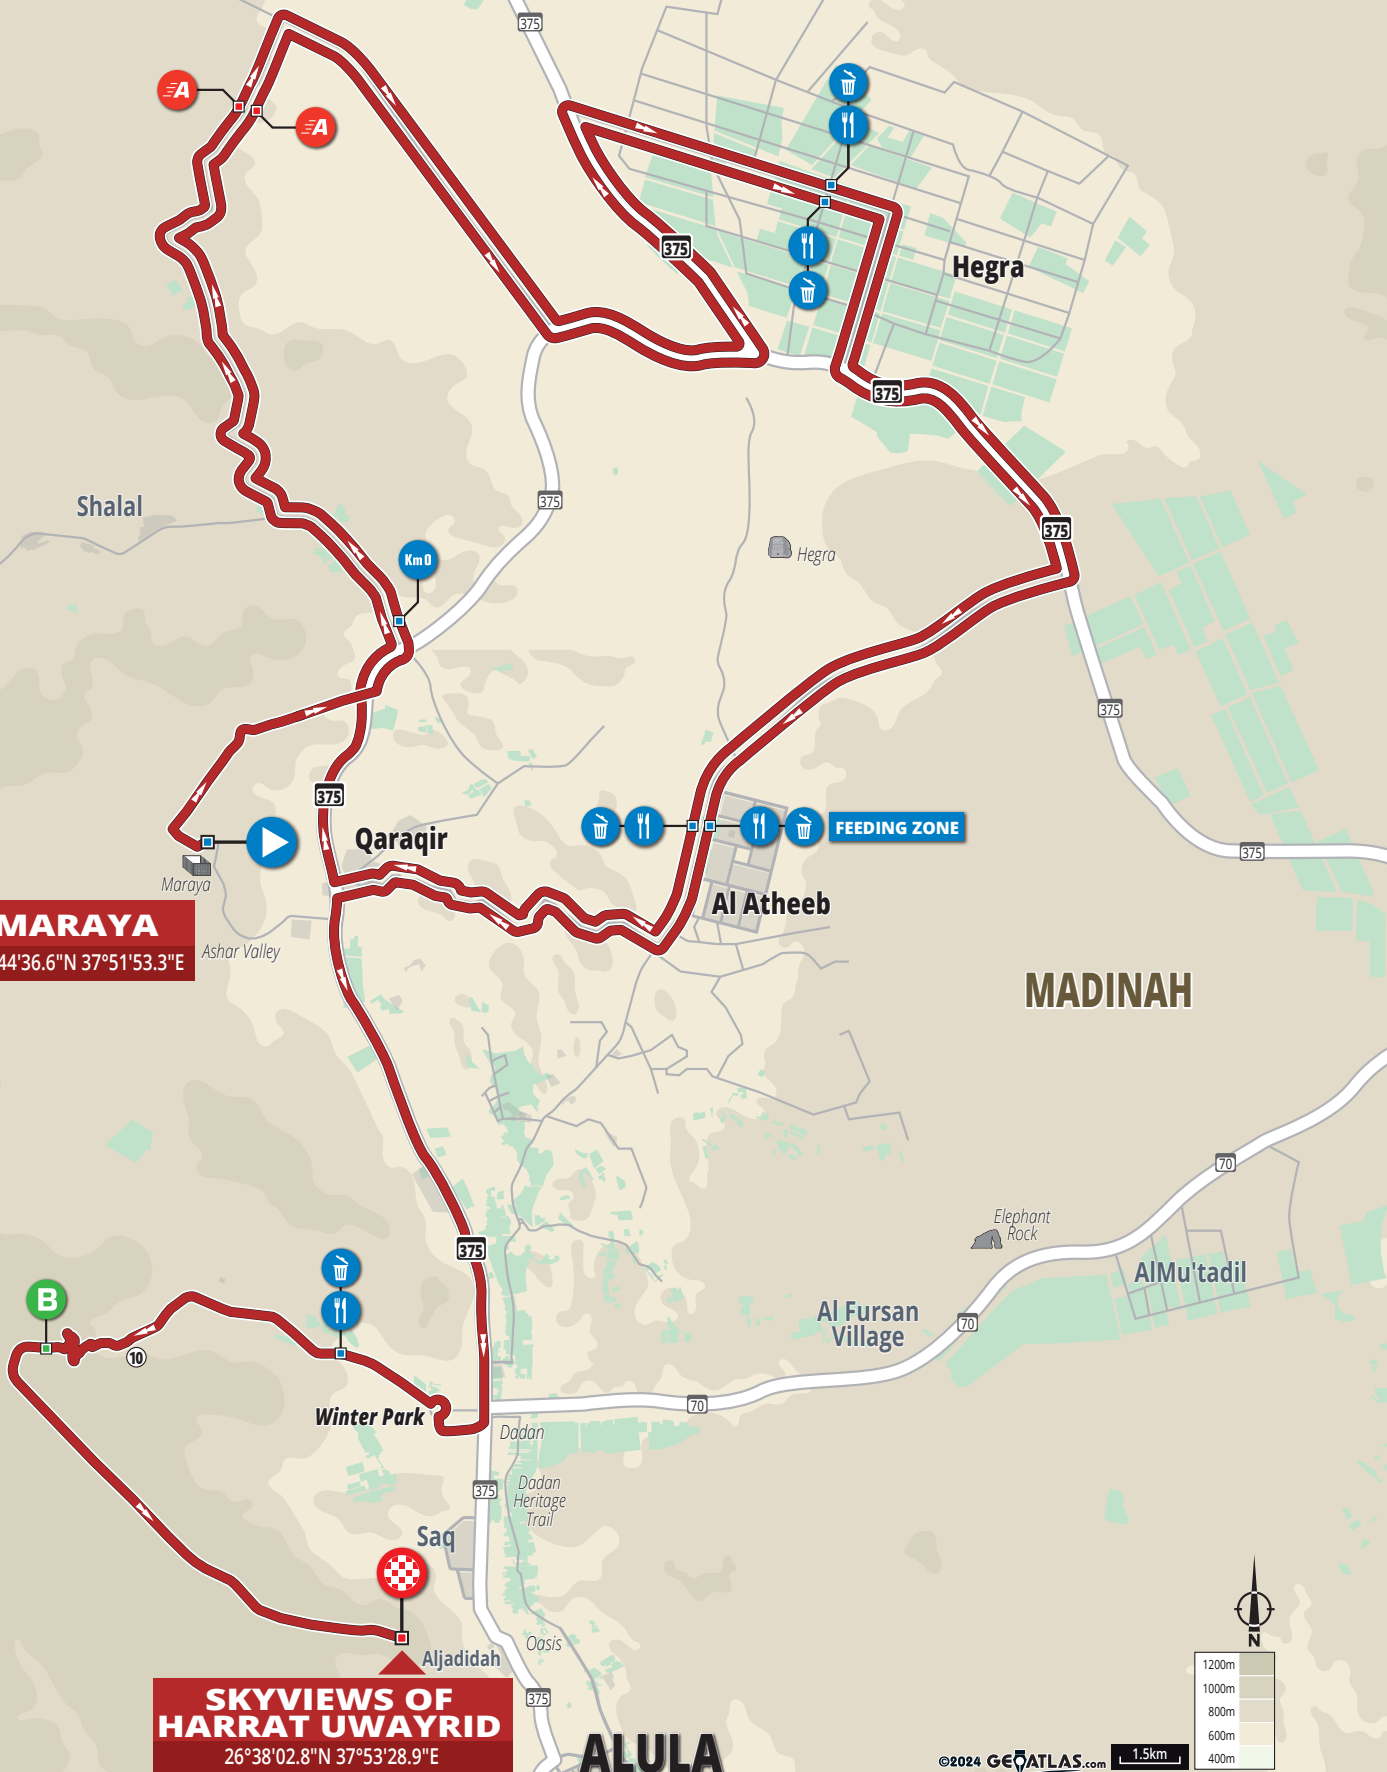 375
A
A
375
Hegra
375
375
Shalal
375
Km0
Hegra
375
375
375
Qaraqir
FEEDING ZONE
375
Maraya
Al Atheeb
MARAYA
44'36.6"N 37°51'53.3"E
Ashar Valley
MADINAH
70
Elephant
Rock
375
AlMu'tadil
B
Al Fursan
Village
70
10
Winter Park
70
Dadan
375
Dadan
Heritage
Trail
Saq
Oasis
Aljadidah
375
SKYVIEWS OF
HARRAT UWAYRID
26°38'02.8"N 37°53'28.9"E
ALULA
N
1200m
1000m
800m
600m
400m
1.5km
©2024 GEOATLAS.com